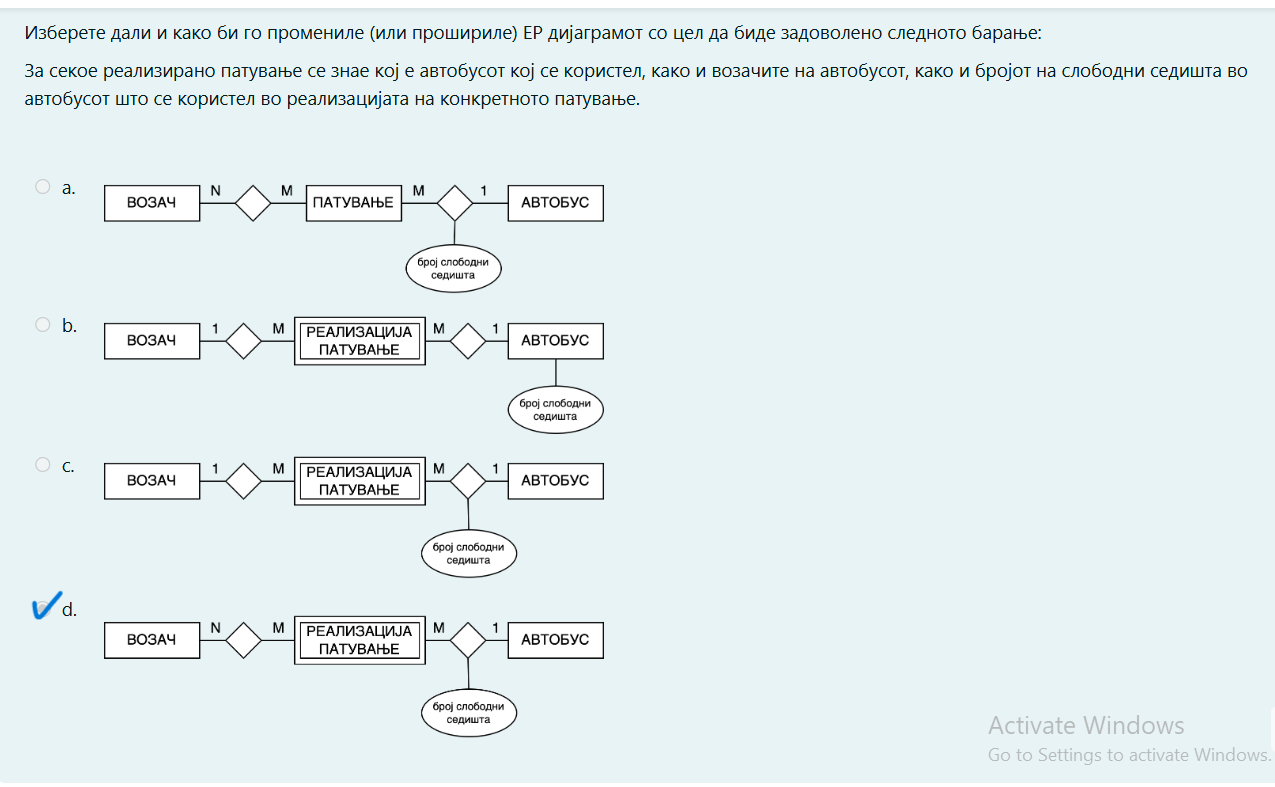 Изберете дали и како би го промениле (или прошириле) ЕР дијаграмот со цел да биде задоволено следното барање:
За секое реализирано патување се знае кој е автобусот кој се користел, како и возачите на автобусот, како и бројот на слободни седишта во
автобусот што се користел во реализацијата на конкретното патување.
a.
ВОЗАЧ N M ПАТУВАЊЕ M 1 АВТОБУС
број слободни
седишта
b.
ВОЗАЧ 1 M РЕАЛИЗАЦИЈА
ПАТУВАЊЕ M 1 АВТОБУС
број слободни
седишта
c.
ВОЗАЧ 1 M РЕАЛИЗАЦИЈА
ПАТУВАЊЕ M 1 АВТОБУС
број слободни
седишта
d.
ВОЗАЧ N M РЕАЛИЗАЦИЈА
ПАТУВАЊЕ M 1 АВТОБУС
број слободни
седишта
Activate Windows
Go to Settings to activate Windows.